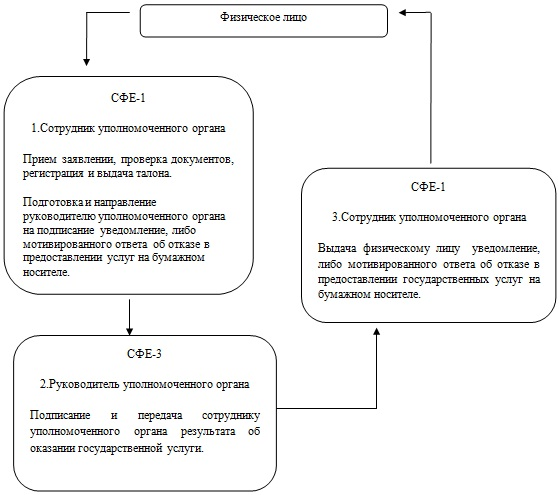 Физическое лицо
СФЕ-1
1.Сотрудник уполномоченного органа
Прием заявлении, проверка документов,
регистрация и выдача талона.
Подготовка и направление
руководителю уполномоченного органа
на подписание уведомление, либо
мотивированного ответа об отказе в
предоставлении услуг на бумажном
носителе.
СФЕ-3
2.Руководитель уполномоченного органа
Подписание и передача сотруднику
уполномоченного органа результата об
оказании государственной услуги.
СФЕ-1
3.Сотрудник уполномоченного органа
Выдача физическому лицу уведомление,
либо мотивированного ответа об отказе в
предоставлении государственных услуг на
бумажном носителе.